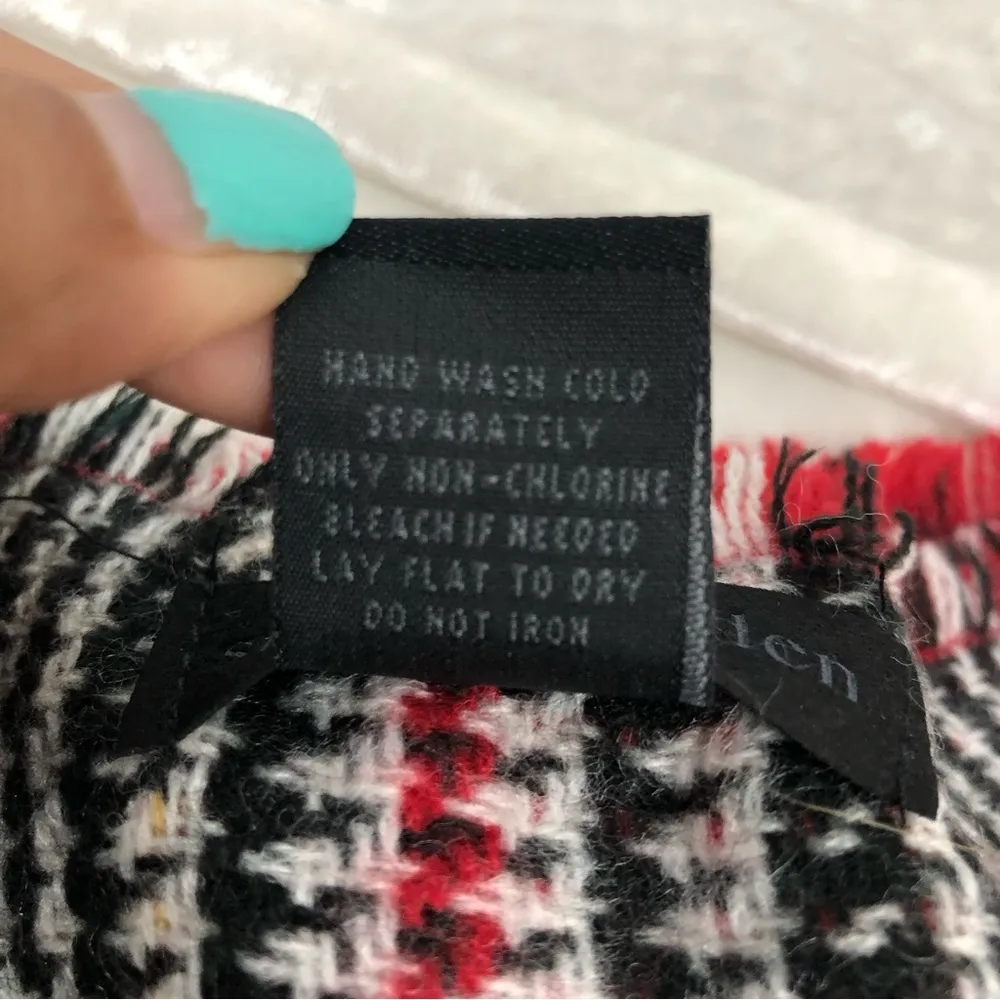 HAND WASH COLD
SEPARATELY
ONLY NON-CHLORINE
BLEACH IF NEEDED
LAY FLAT TO DRY
DO NOT IRON